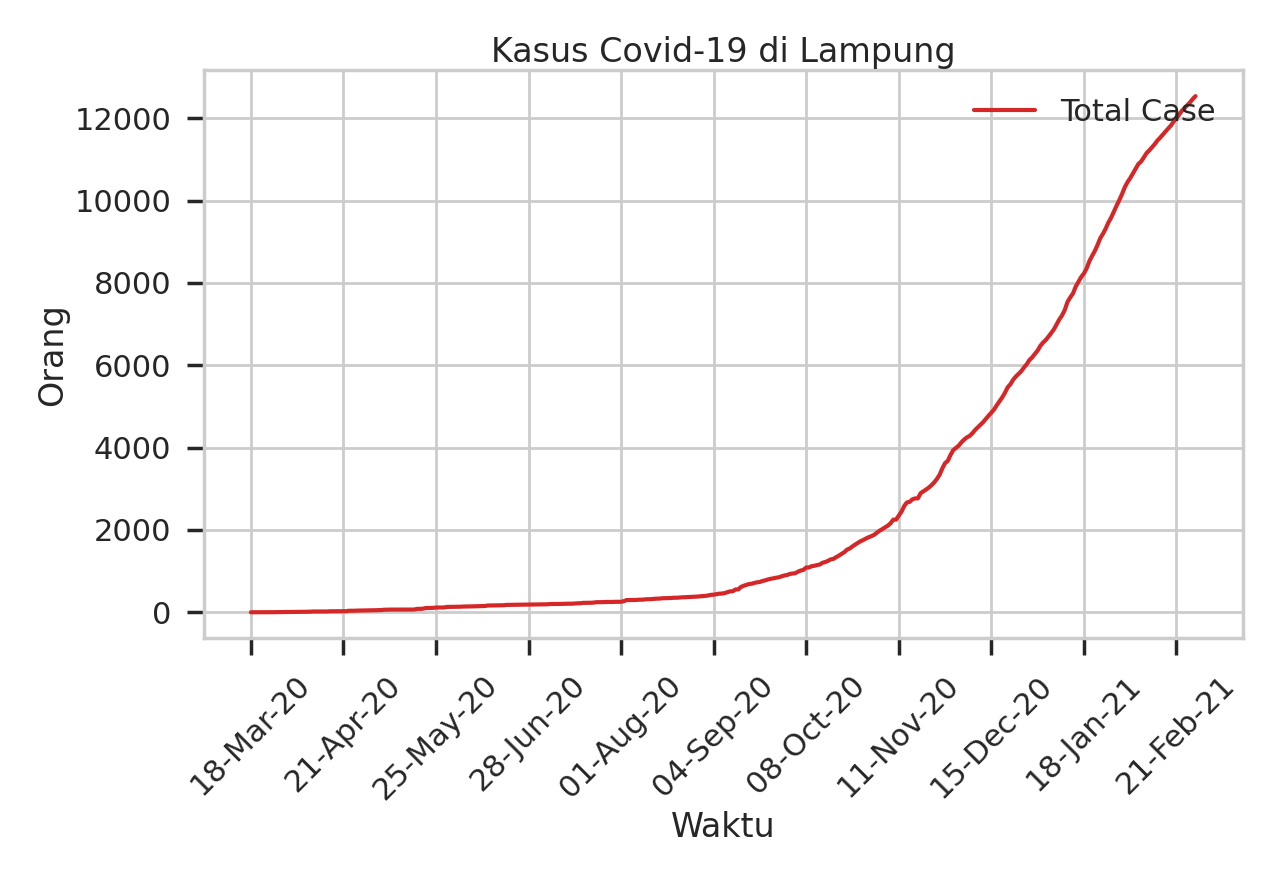 Kasus Covid-19 di Lampung
Total Case
12000
10000
8000
6000
4000
2000
0
Orang
18-Mar-20
21-Apr-20
25-May-20
28-Jun-20
01-Aug-20
04-Sep-20
08-Oct-20
11-Nov-20
15-Dec-20
18-Jan-21
21-Feb-21
Waktu